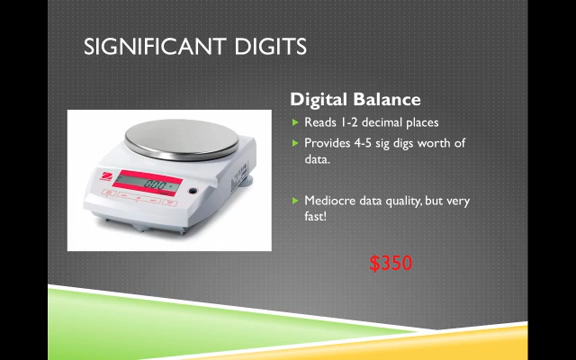 SIGNIFICANT DIGITS
Digital Balance
Reads 1-2 decimal places
Provides 4-5 sig digs worth of
data.
Mediocre data quality, but very
fast!
$350